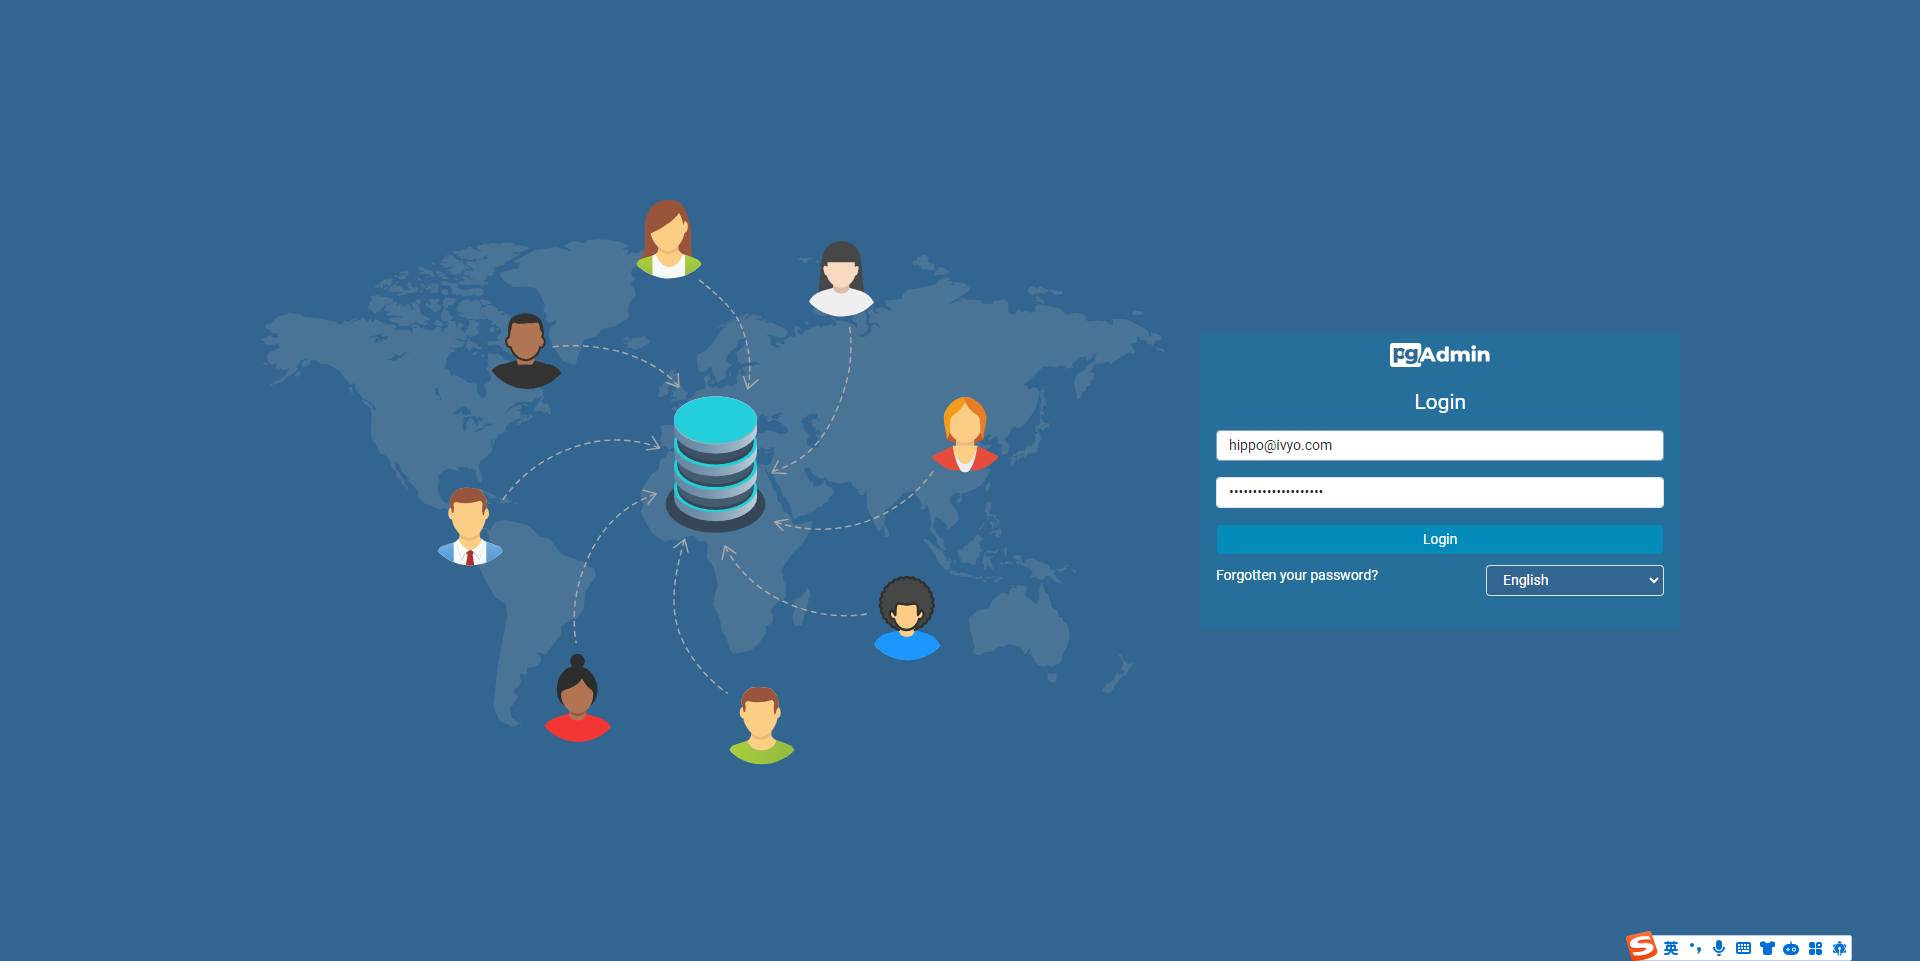 pgAdmin
Login
hippo@ivyo.com
••••••••••••••••••••
Login
Forgotten your password?
English
英